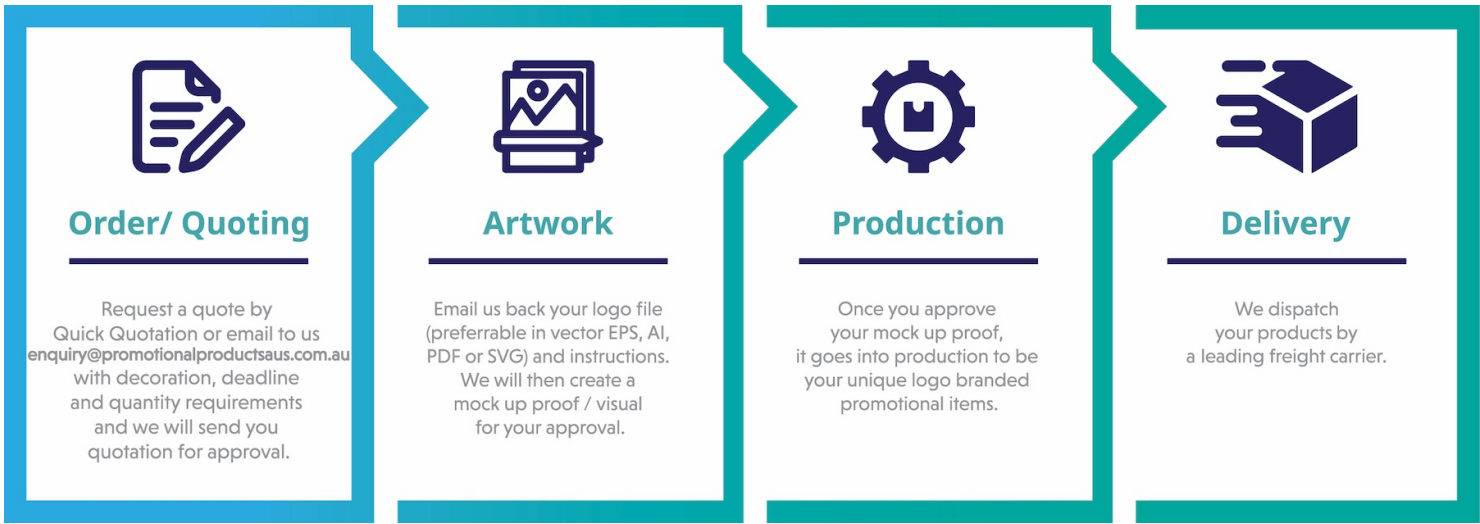 Order/ Quoting
Request a quote by
Quick Quotation or email to us
enquiry@promotionalproductsaus.com.au
with decoration, deadline
and quantity requirements
and we will send you
quotation for approval.
Artwork
Email us back your logo file
(preferrable in vector EPS, AI,
PDF or SVG) and instructions.
We will then create a
mock up proof / visual
for your approval.
Production
Once you approve
your mock up proof,
it goes into production to be
your unique logo branded
promotional items.
Delivery
We dispatch
your products by
a leading freight carrier.